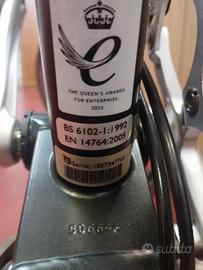 THE QUEEN'S AWARDS
FOR ENTERPRISE:
2015
BS 6102-1:1992
EN 14764:2005
Serial:
subito